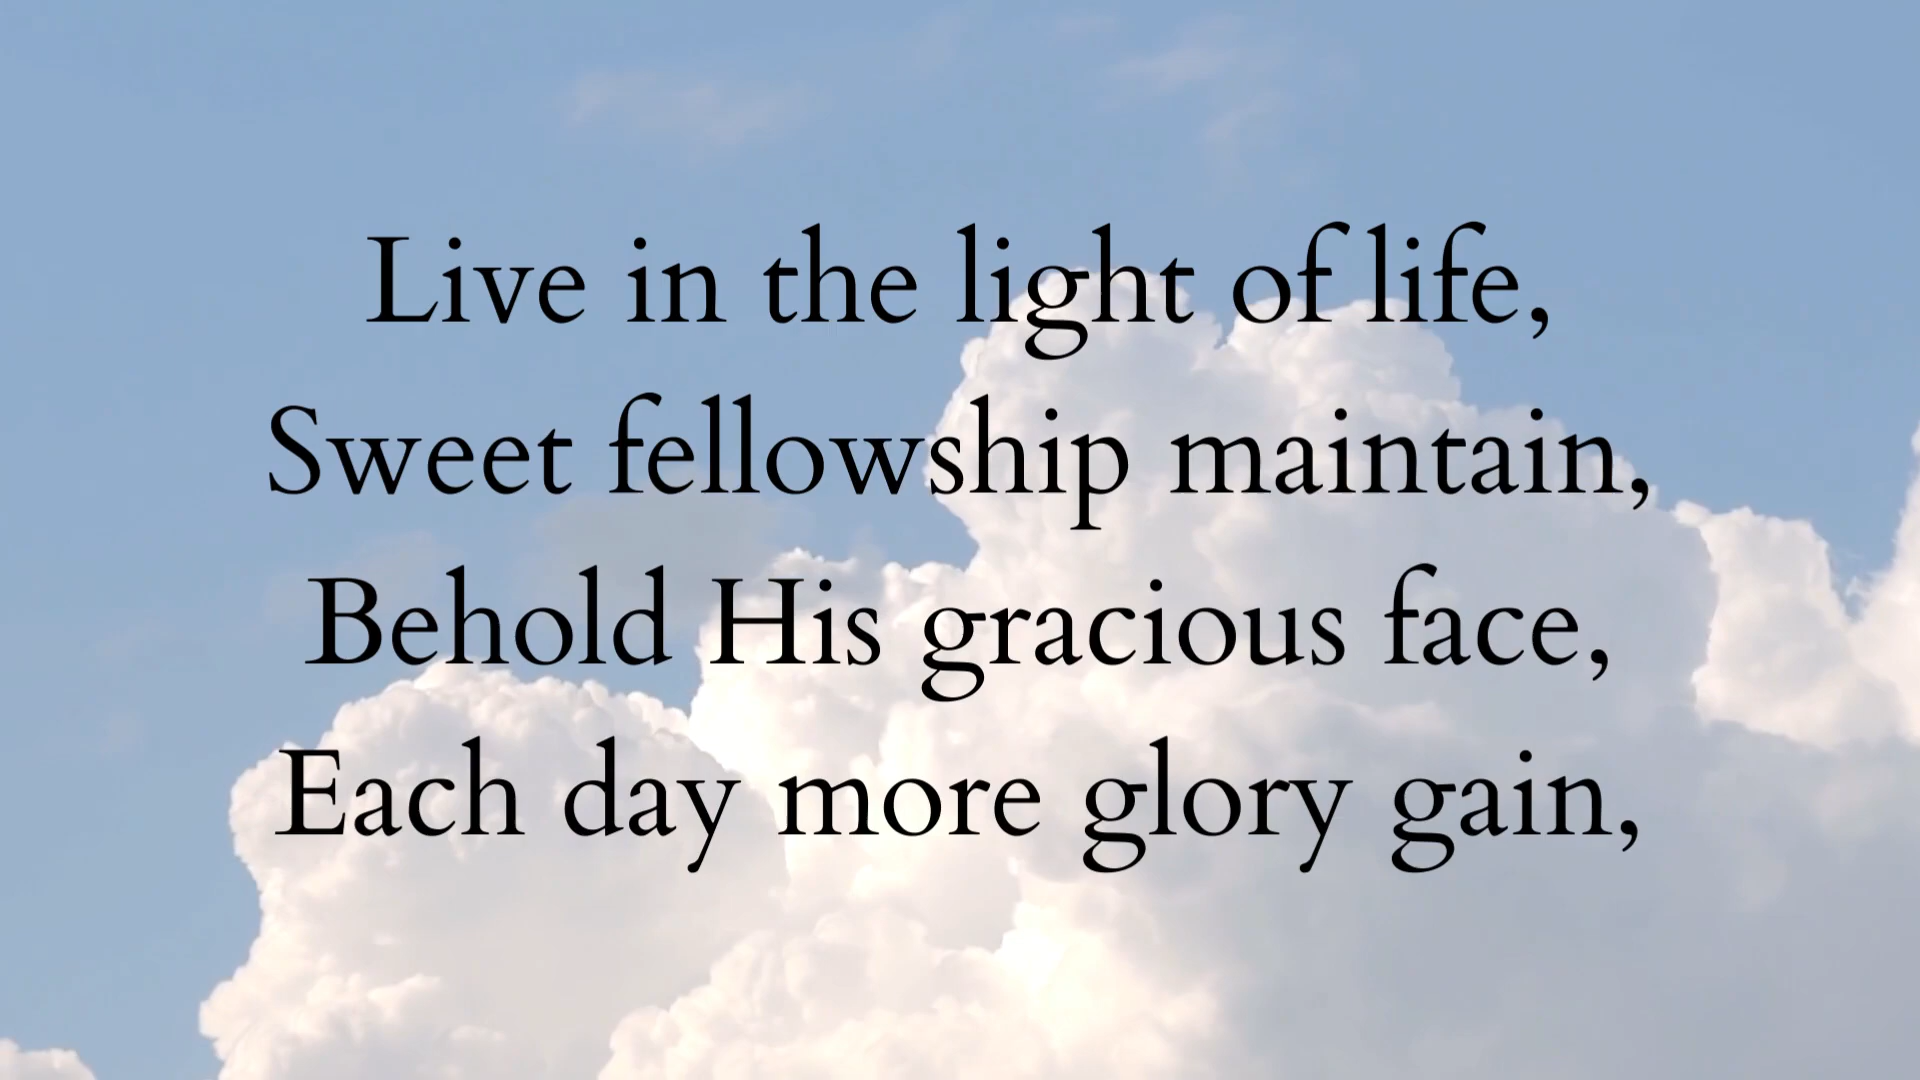 Live in the light of life,
Sweet fellowship maintain,
Behold His gracious face,
Each day more glory gain,